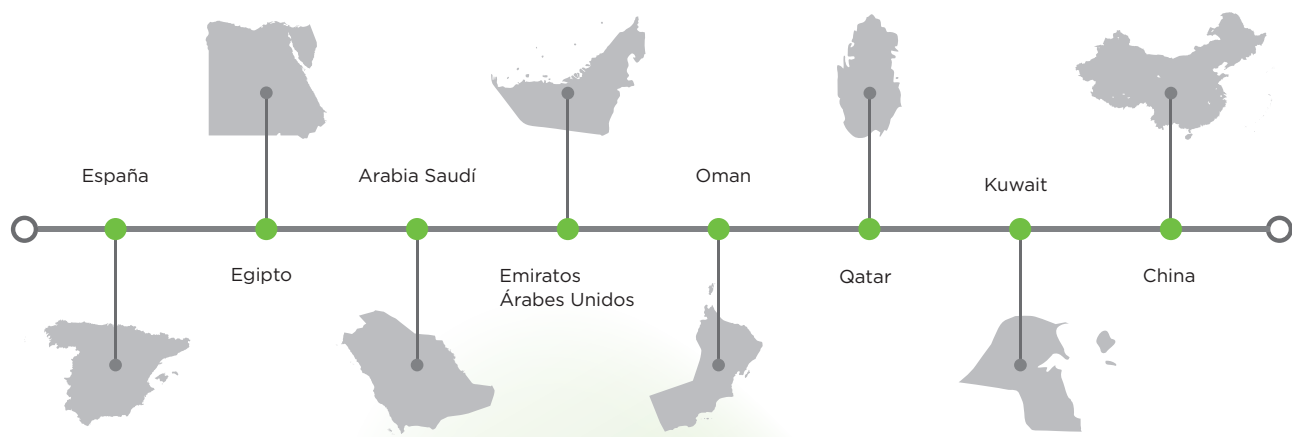 España
Arabia Saudí
Oman
Kuwait
Egipto
Emiratos
Árabes Unidos
Qatar
China